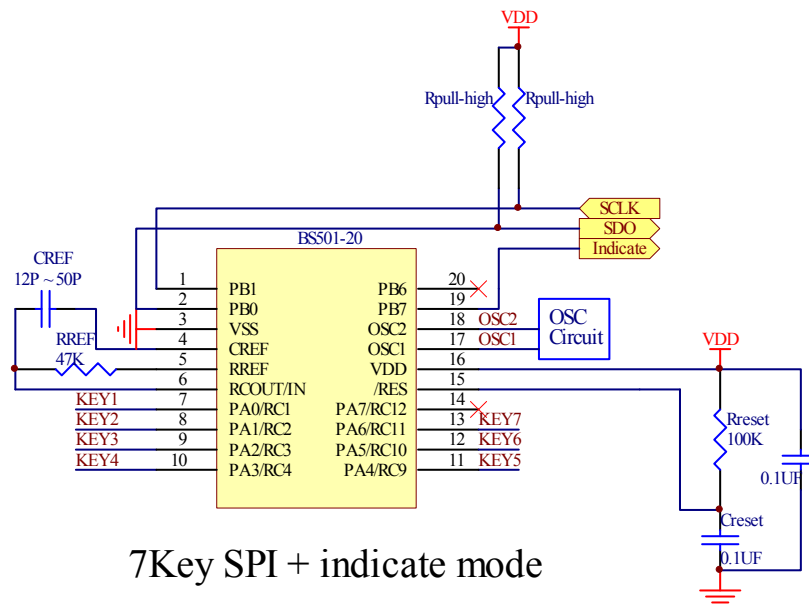 VDD
Rpull-high Rpull-high
SCLK
SDO
Indicate
BS501-20
CREF
12P ~ 50P
RREF
47K
1 PB1 PB6 20
2 PB0 PB7 19
3 VSS OSC2 18 OSC2
4 CREF OSC1 17 OSC1
5 RREF VDD 16
6 RCOUT/IN /RES 15
KEY1 7 PA0/RC1 PA7/RC12 14
KEY2 8 PA1/RC2 PA6/RC11 13 KEY7
KEY3 9 PA2/RC3 PA5/RC10 12 KEY6
KEY4 10 PA3/RC4 PA4/RC9 11 KEY5
OSC
Circuit
VDD
Rreset
100K
0.1UF
Creset
0.1UF
7Key SPI + indicate mode